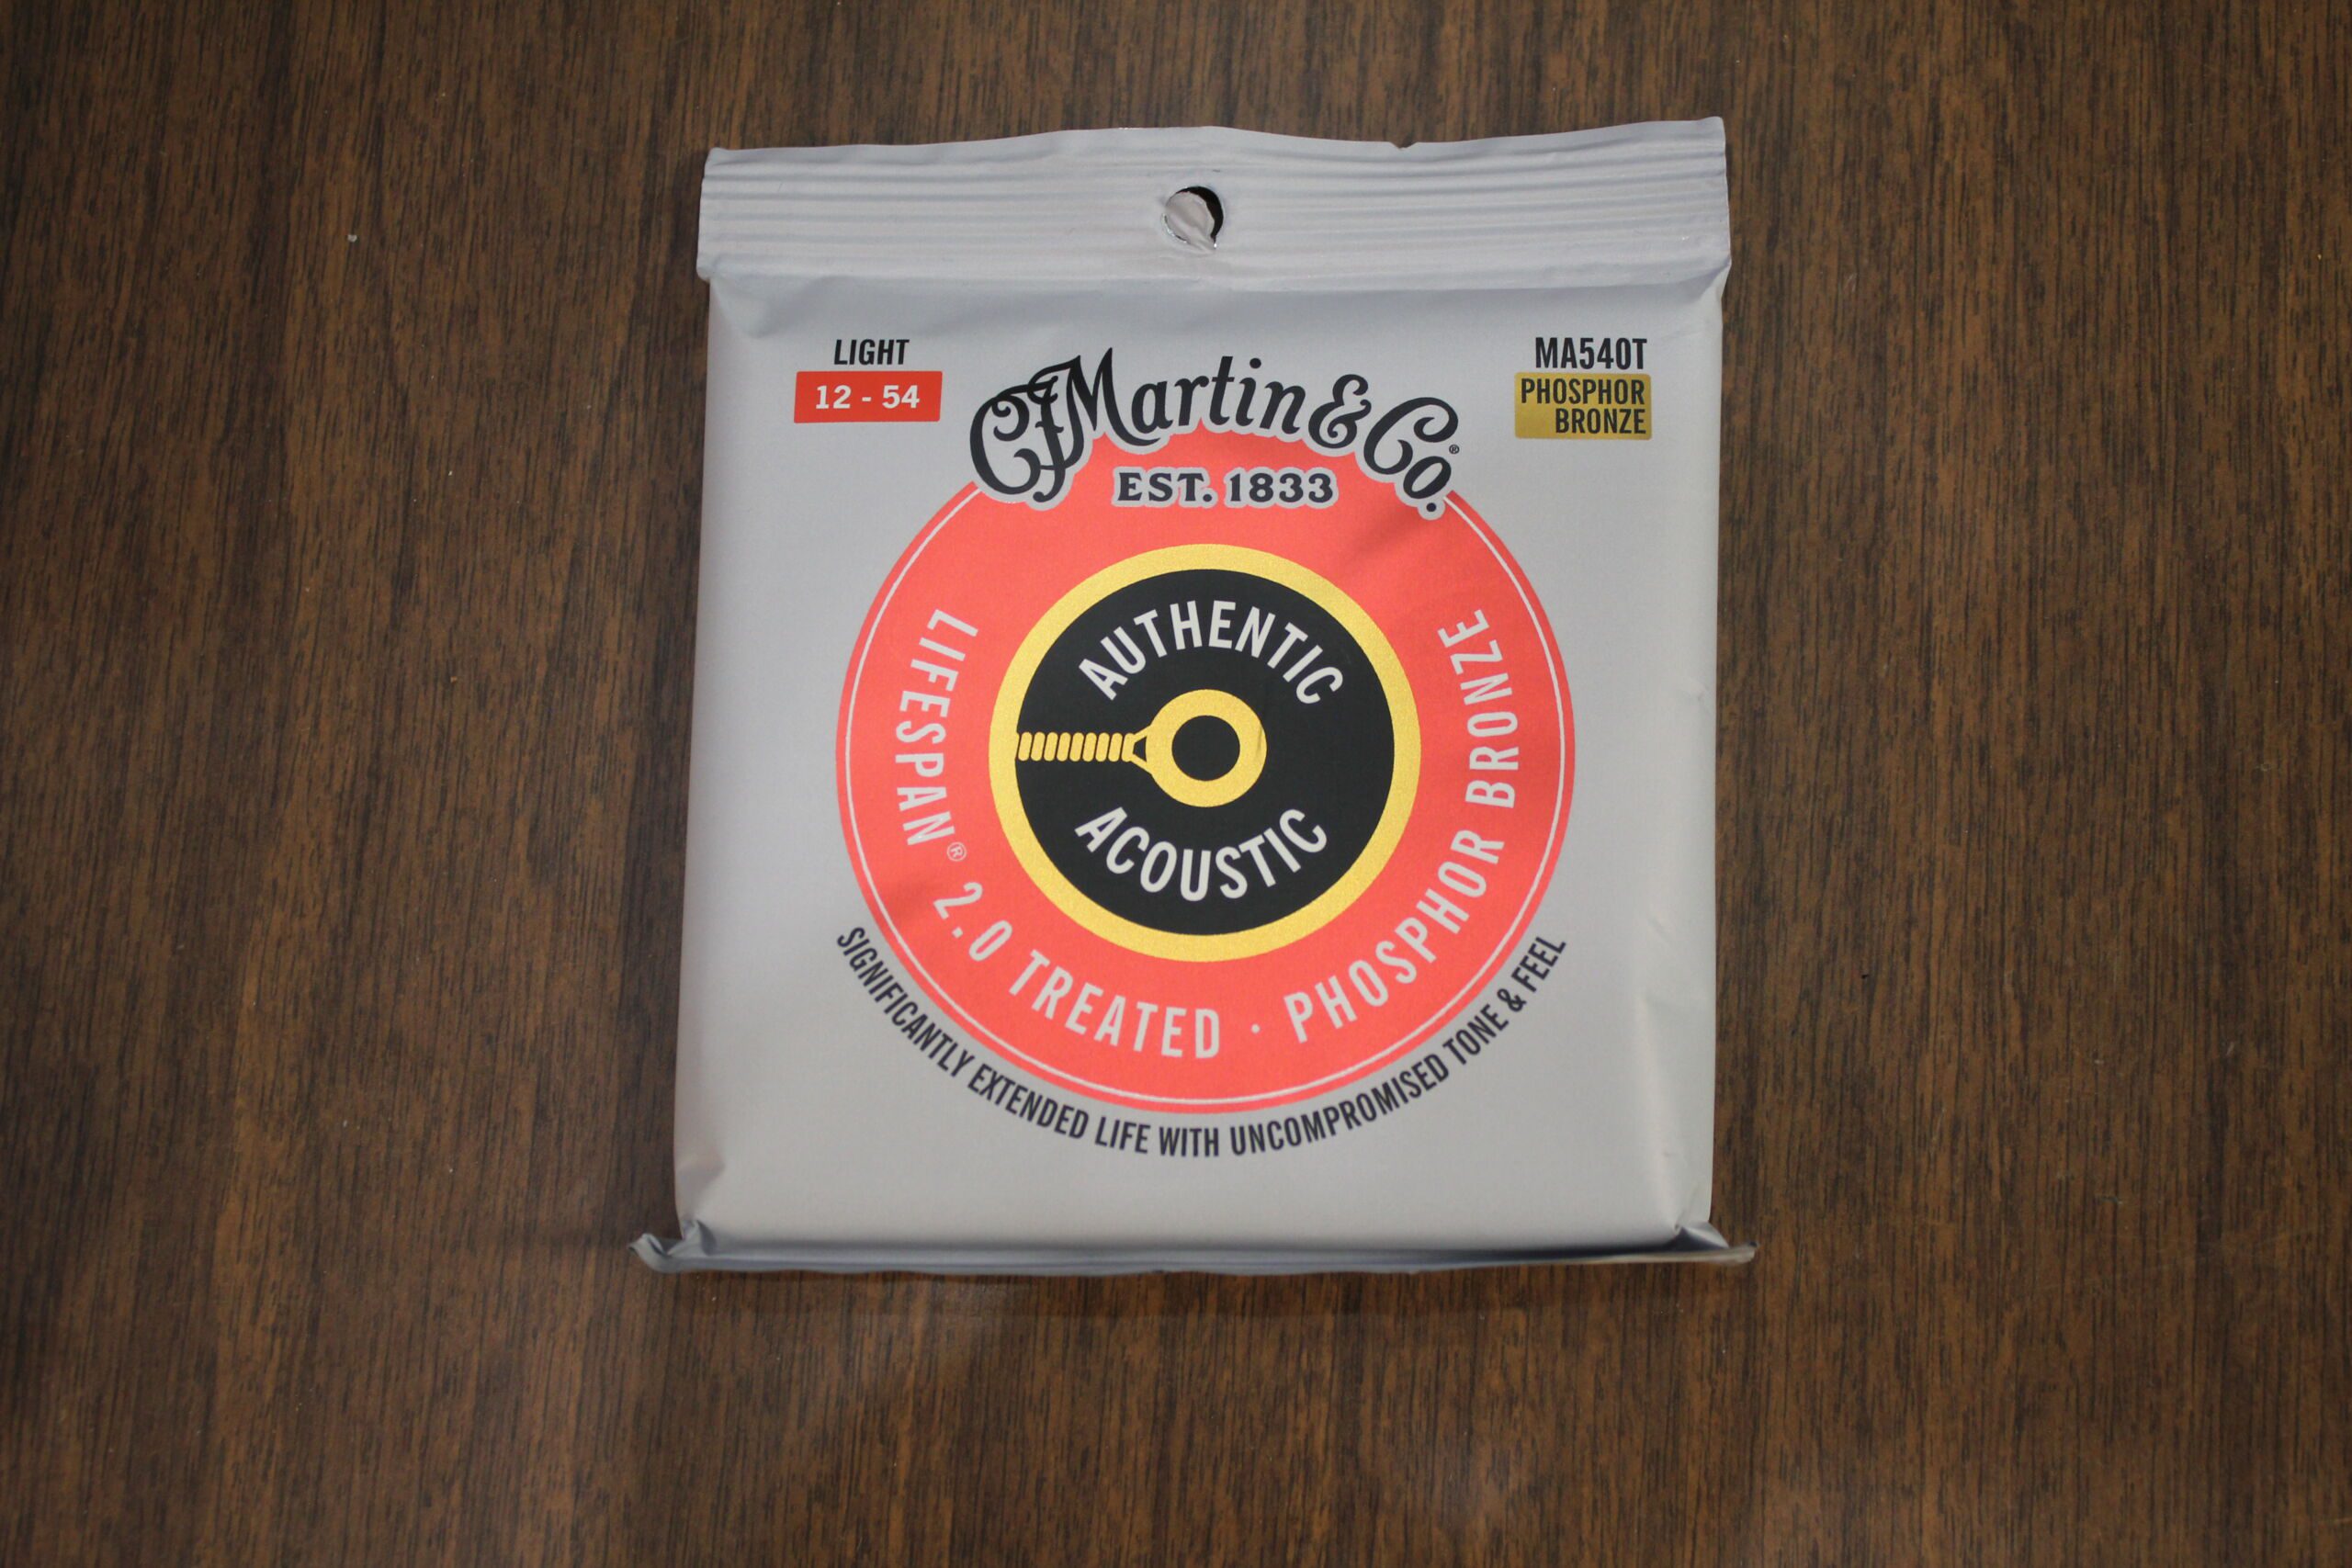 LIGHT
12 - 54
CF Martin & Co.®
EST. 1833
MA540T
PHOSPHOR
BRONZE
AUTHENTIC
ACOUSTIC
LIFESPAN® 2.0 TREATED · PHOSPHOR BRONZE
SIGNIFICANTLY EXTENDED LIFE WITH UNCOMPROMISED TONE & FEEL